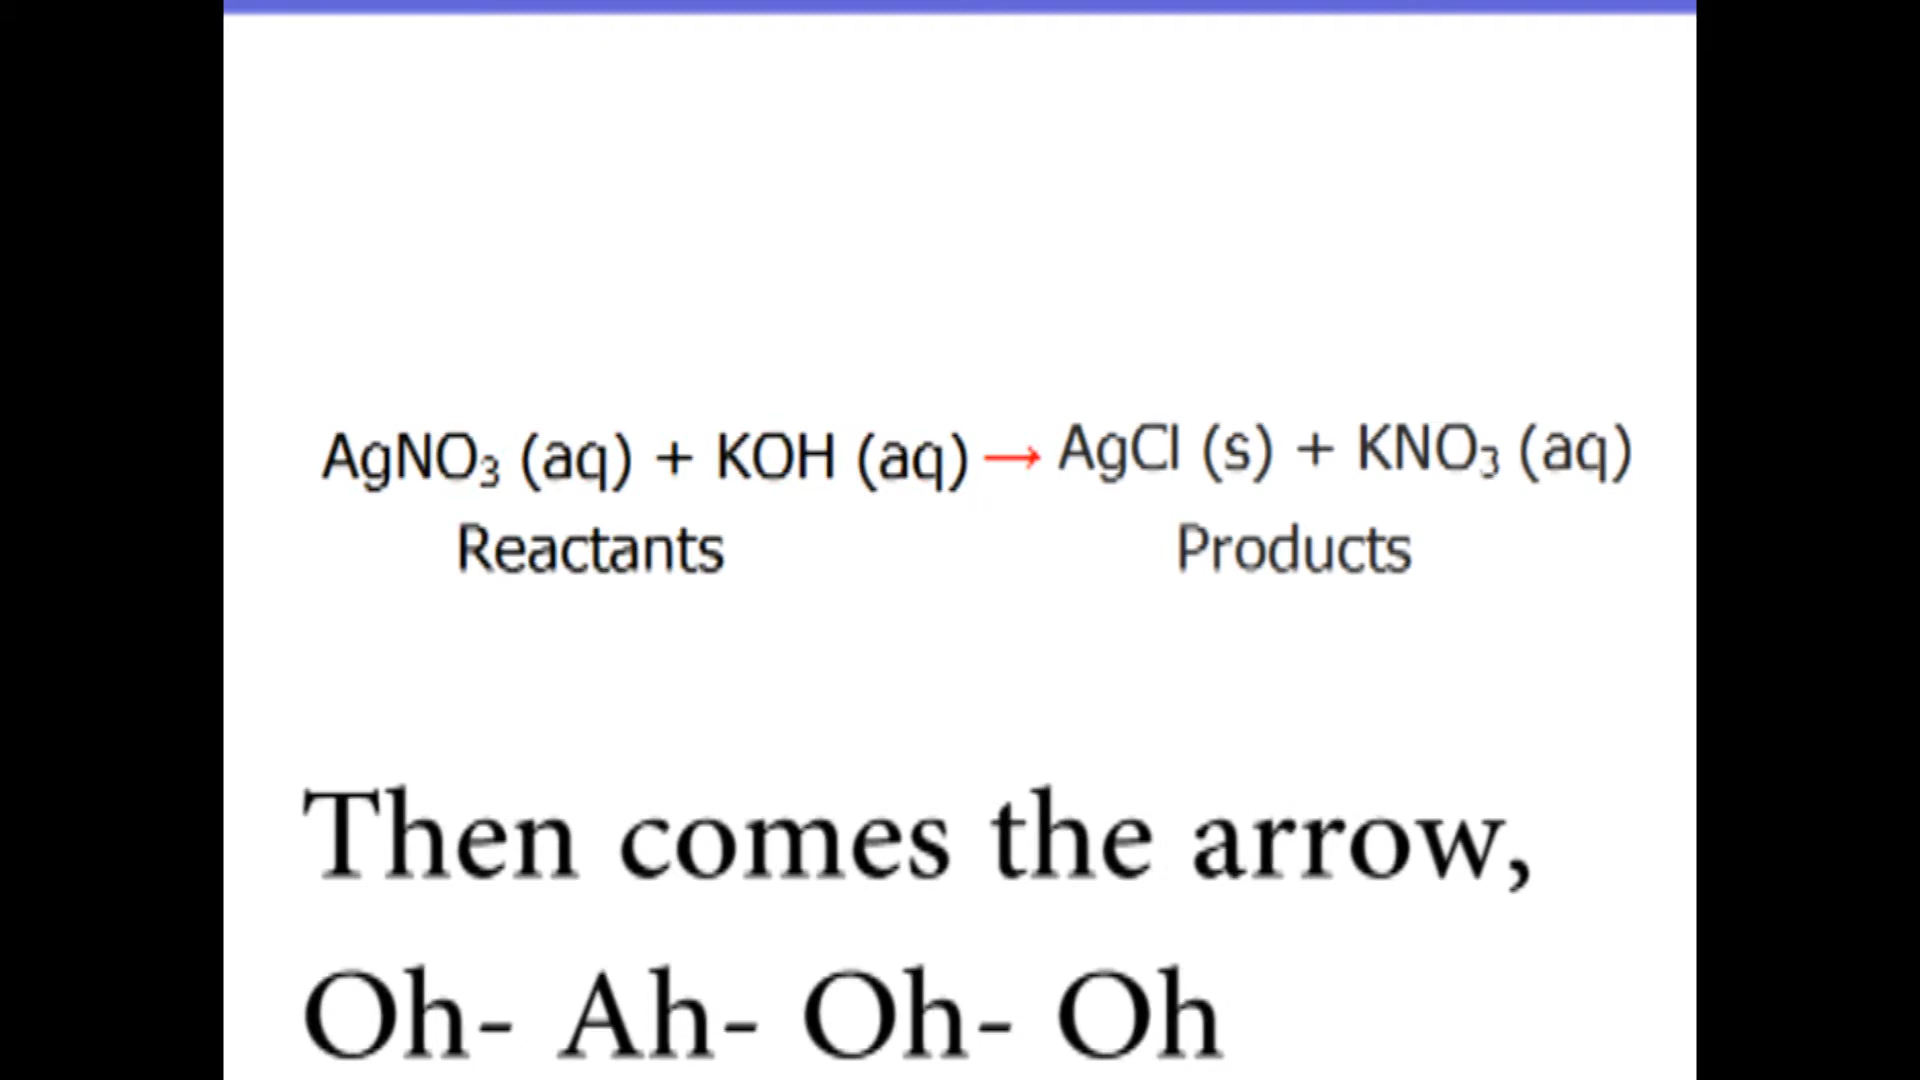 AgNO₃ (aq) + KOH (aq) → AgCl (s) + KNO₃ (aq)
Reactants Products
Then comes the arrow,
Oh- Ah- Oh- Oh